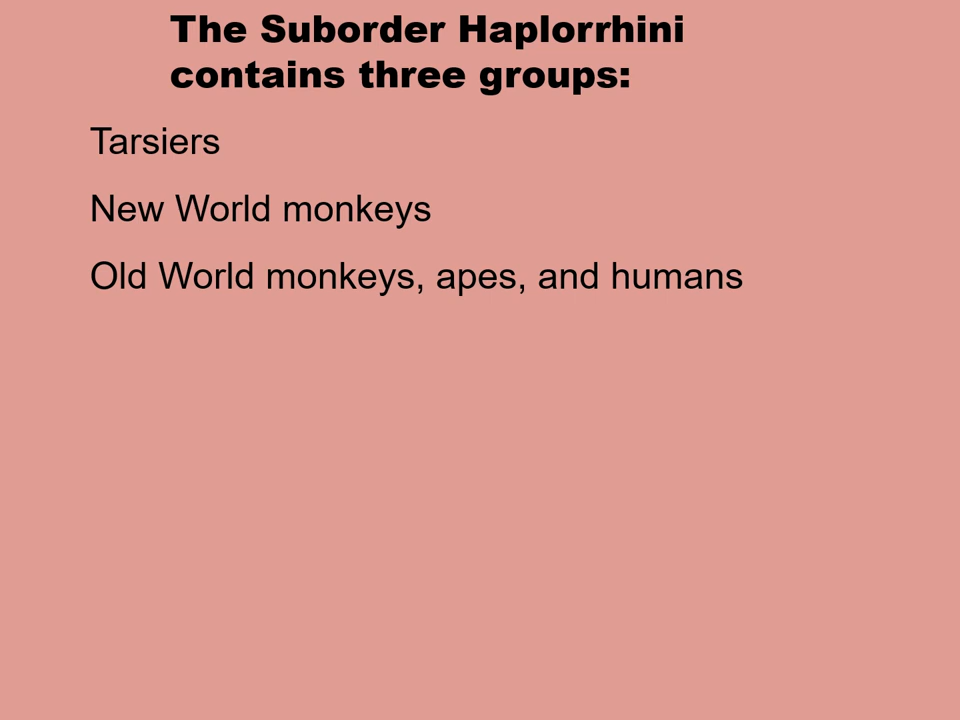 The Suborder Haplorrhini
contains three groups:
Tarsiers
New World monkeys
Old World monkeys, apes, and humans